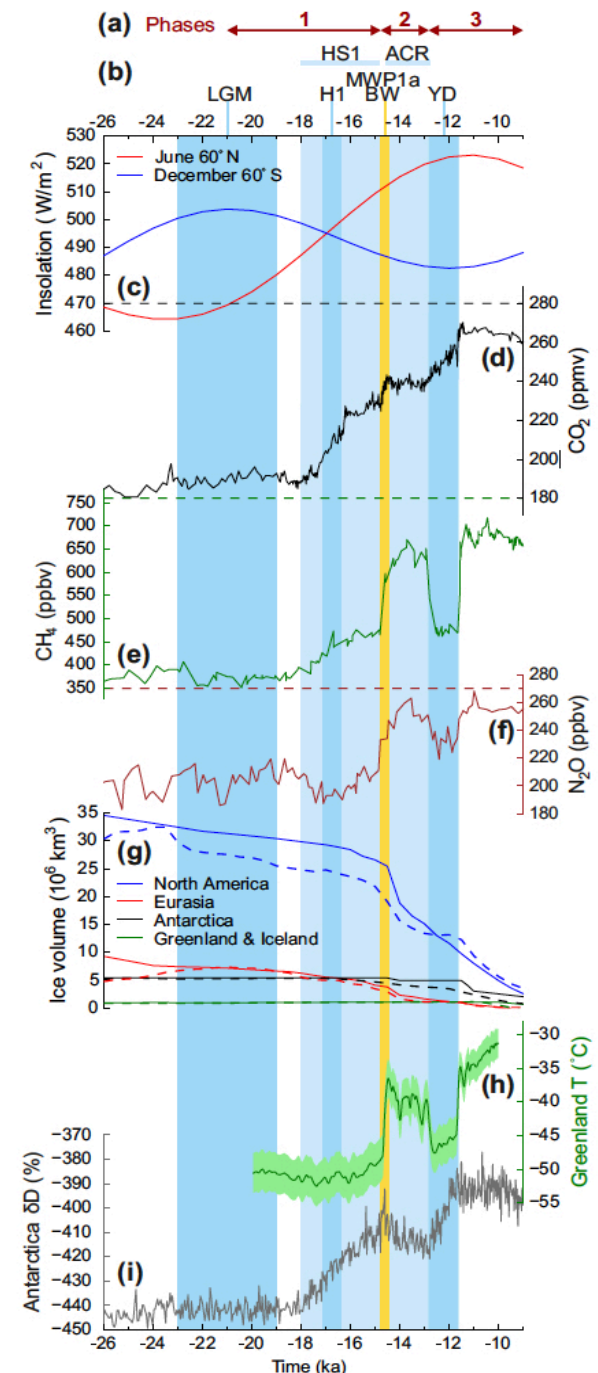 (a) Phases 1 2 3
HS1 ACR
(b) MWP1a
LGM H1 BW YD
-26 -24 -22 -20 -18 -16 -14 -12 -10
530
520
510
500
490
480
470
460
Insolation (W/m²)
June 60°N
December 60°S
(c)
280
260
240
220
200
180
CO₂ (ppmv)
(d)
750
700
650
600
550
500
450
400
350
CH₄ (ppbv)
(e)
280
260
240
220
200
180
N₂O (ppbv)
(f)
35
30
25
20
15
10
5
0
Ice volume (10⁶ km³)
(g)
North America
Eurasia
Antarctica
Greenland & Iceland
−30
−35
−40
−45
−50
−55
Greenland T (°C)
(h)
−370
−380
−390
−400
−410
−420
−430
−440
−450
Antarctica δD (%)
(i)
-26 -24 -22 -20 -18 -16 -14 -12 -10
Time (ka)